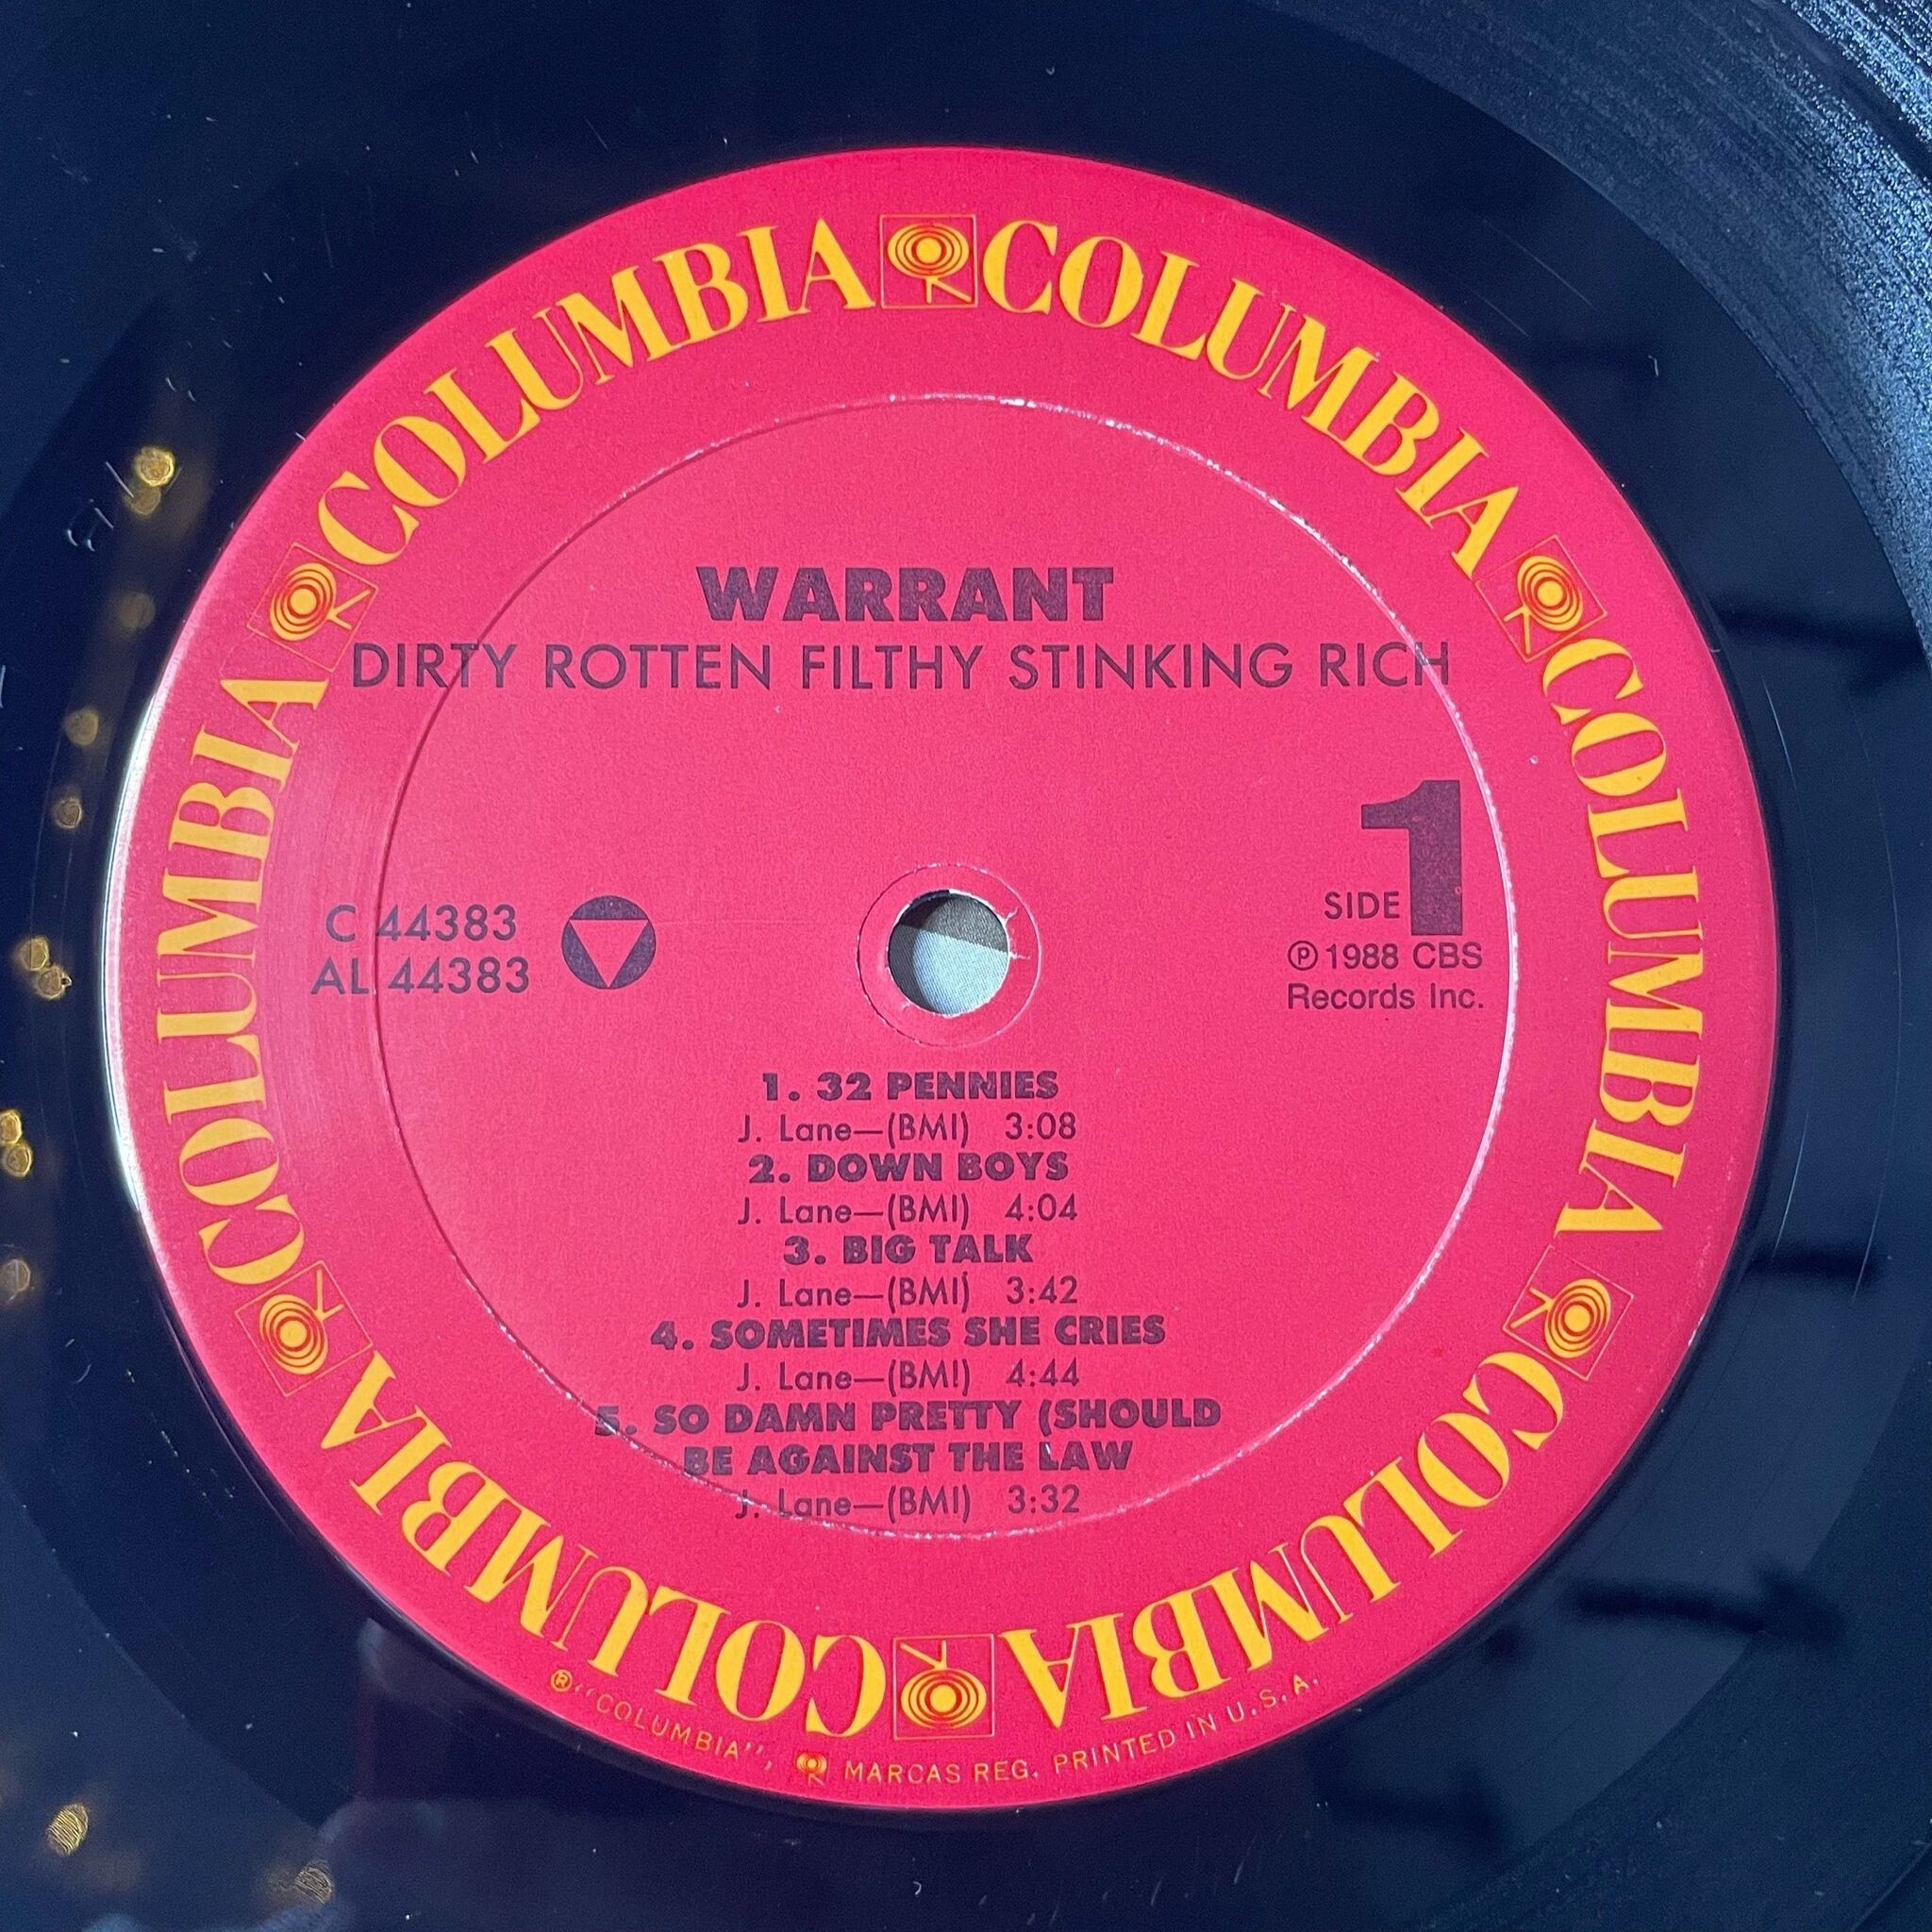 COLUMBIA COLUMBIA COLUMBIA COLUMBIA COLUMBIA COLUMBIA
WARRANT
DIRTY ROTTEN FILTHY STINKING RICH
SIDE 1
C 44383
AL 44383
℗ 1988 CBS
Records Inc.
1. 32 PENNIES
J. Lane—(BMI) 3:08
2. DOWN BOYS
J. Lane—(BMI) 4:04
3. BIG TALK
J. Lane—(BMI) 3:42
4. SOMETIMES SHE CRIES
J. Lane—(BMI) 4:44
5. SO DAMN PRETTY (SHOULD
BE AGAINST THE LAW
J. Lane—(BMI) 3:32
® "COLUMBIA", MARCAS REG. PRINTED IN U.S.A.